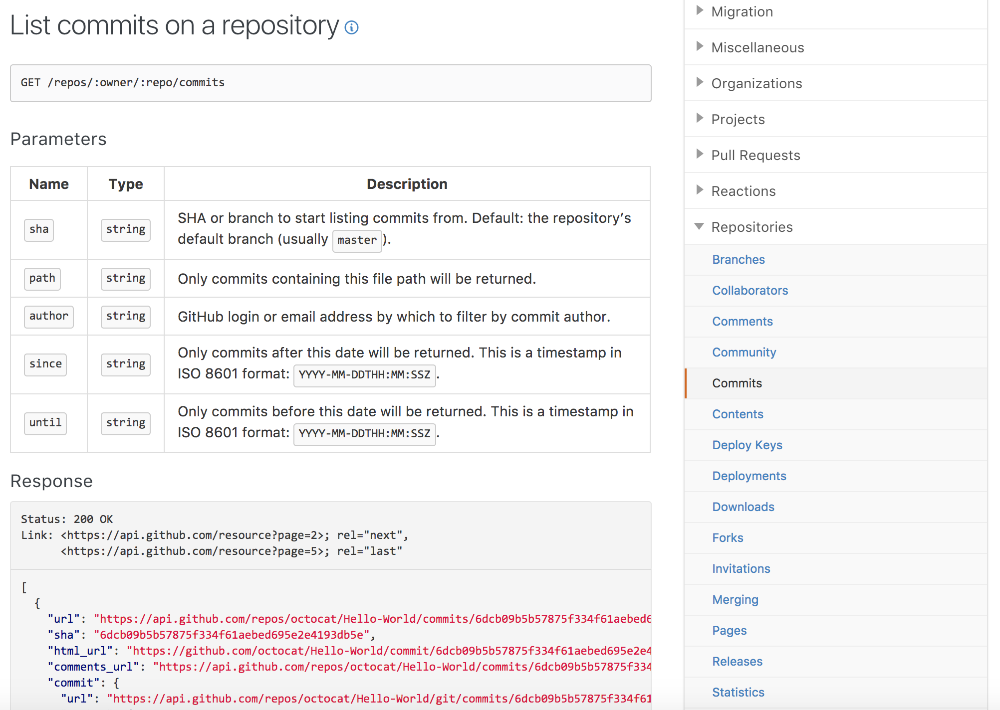 List commits on a repository
GET /repos/:owner/:repo/commits
Parameters
Name Type Description
sha string SHA or branch to start listing commits from. Default: the repository’s
default branch (usually master ).
path string Only commits containing this file path will be returned.
author string GitHub login or email address by which to filter by commit author.
since string Only commits after this date will be returned. This is a timestamp in
ISO 8601 format: YYYY-MM-DDTHH:MM:SSZ .
until string Only commits before this date will be returned. This is a timestamp in
ISO 8601 format: YYYY-MM-DDTHH:MM:SSZ .
Response
Status: 200 OK
Link: <https://api.github.com/resource?page=2>; rel="next",
<https://api.github.com/resource?page=5>; rel="last"
[
{
"url": "https://api.github.com/repos/octocat/Hello-World/commits/6dcb09b5b57875f334f61aebed6
"sha": "6dcb09b5b57875f334f61aebed695e2e4193db5e",
"html_url": "https://github.com/octocat/Hello-World/commit/6dcb09b5b57875f334f61aebed695e2e4
"comments_url": "https://api.github.com/repos/octocat/Hello-World/commits/6dcb09b5b57875f334
"commit": {
"url": "https://api.github.com/repos/octocat/Hello-World/git/commits/6dcb09b5b57875f334f61
Migration
Miscellaneous
Organizations
Projects
Pull Requests
Reactions
Repositories
Branches
Collaborators
Comments
Community
Commits
Contents
Deploy Keys
Deployments
Downloads
Forks
Invitations
Merging
Pages
Releases
Statistics